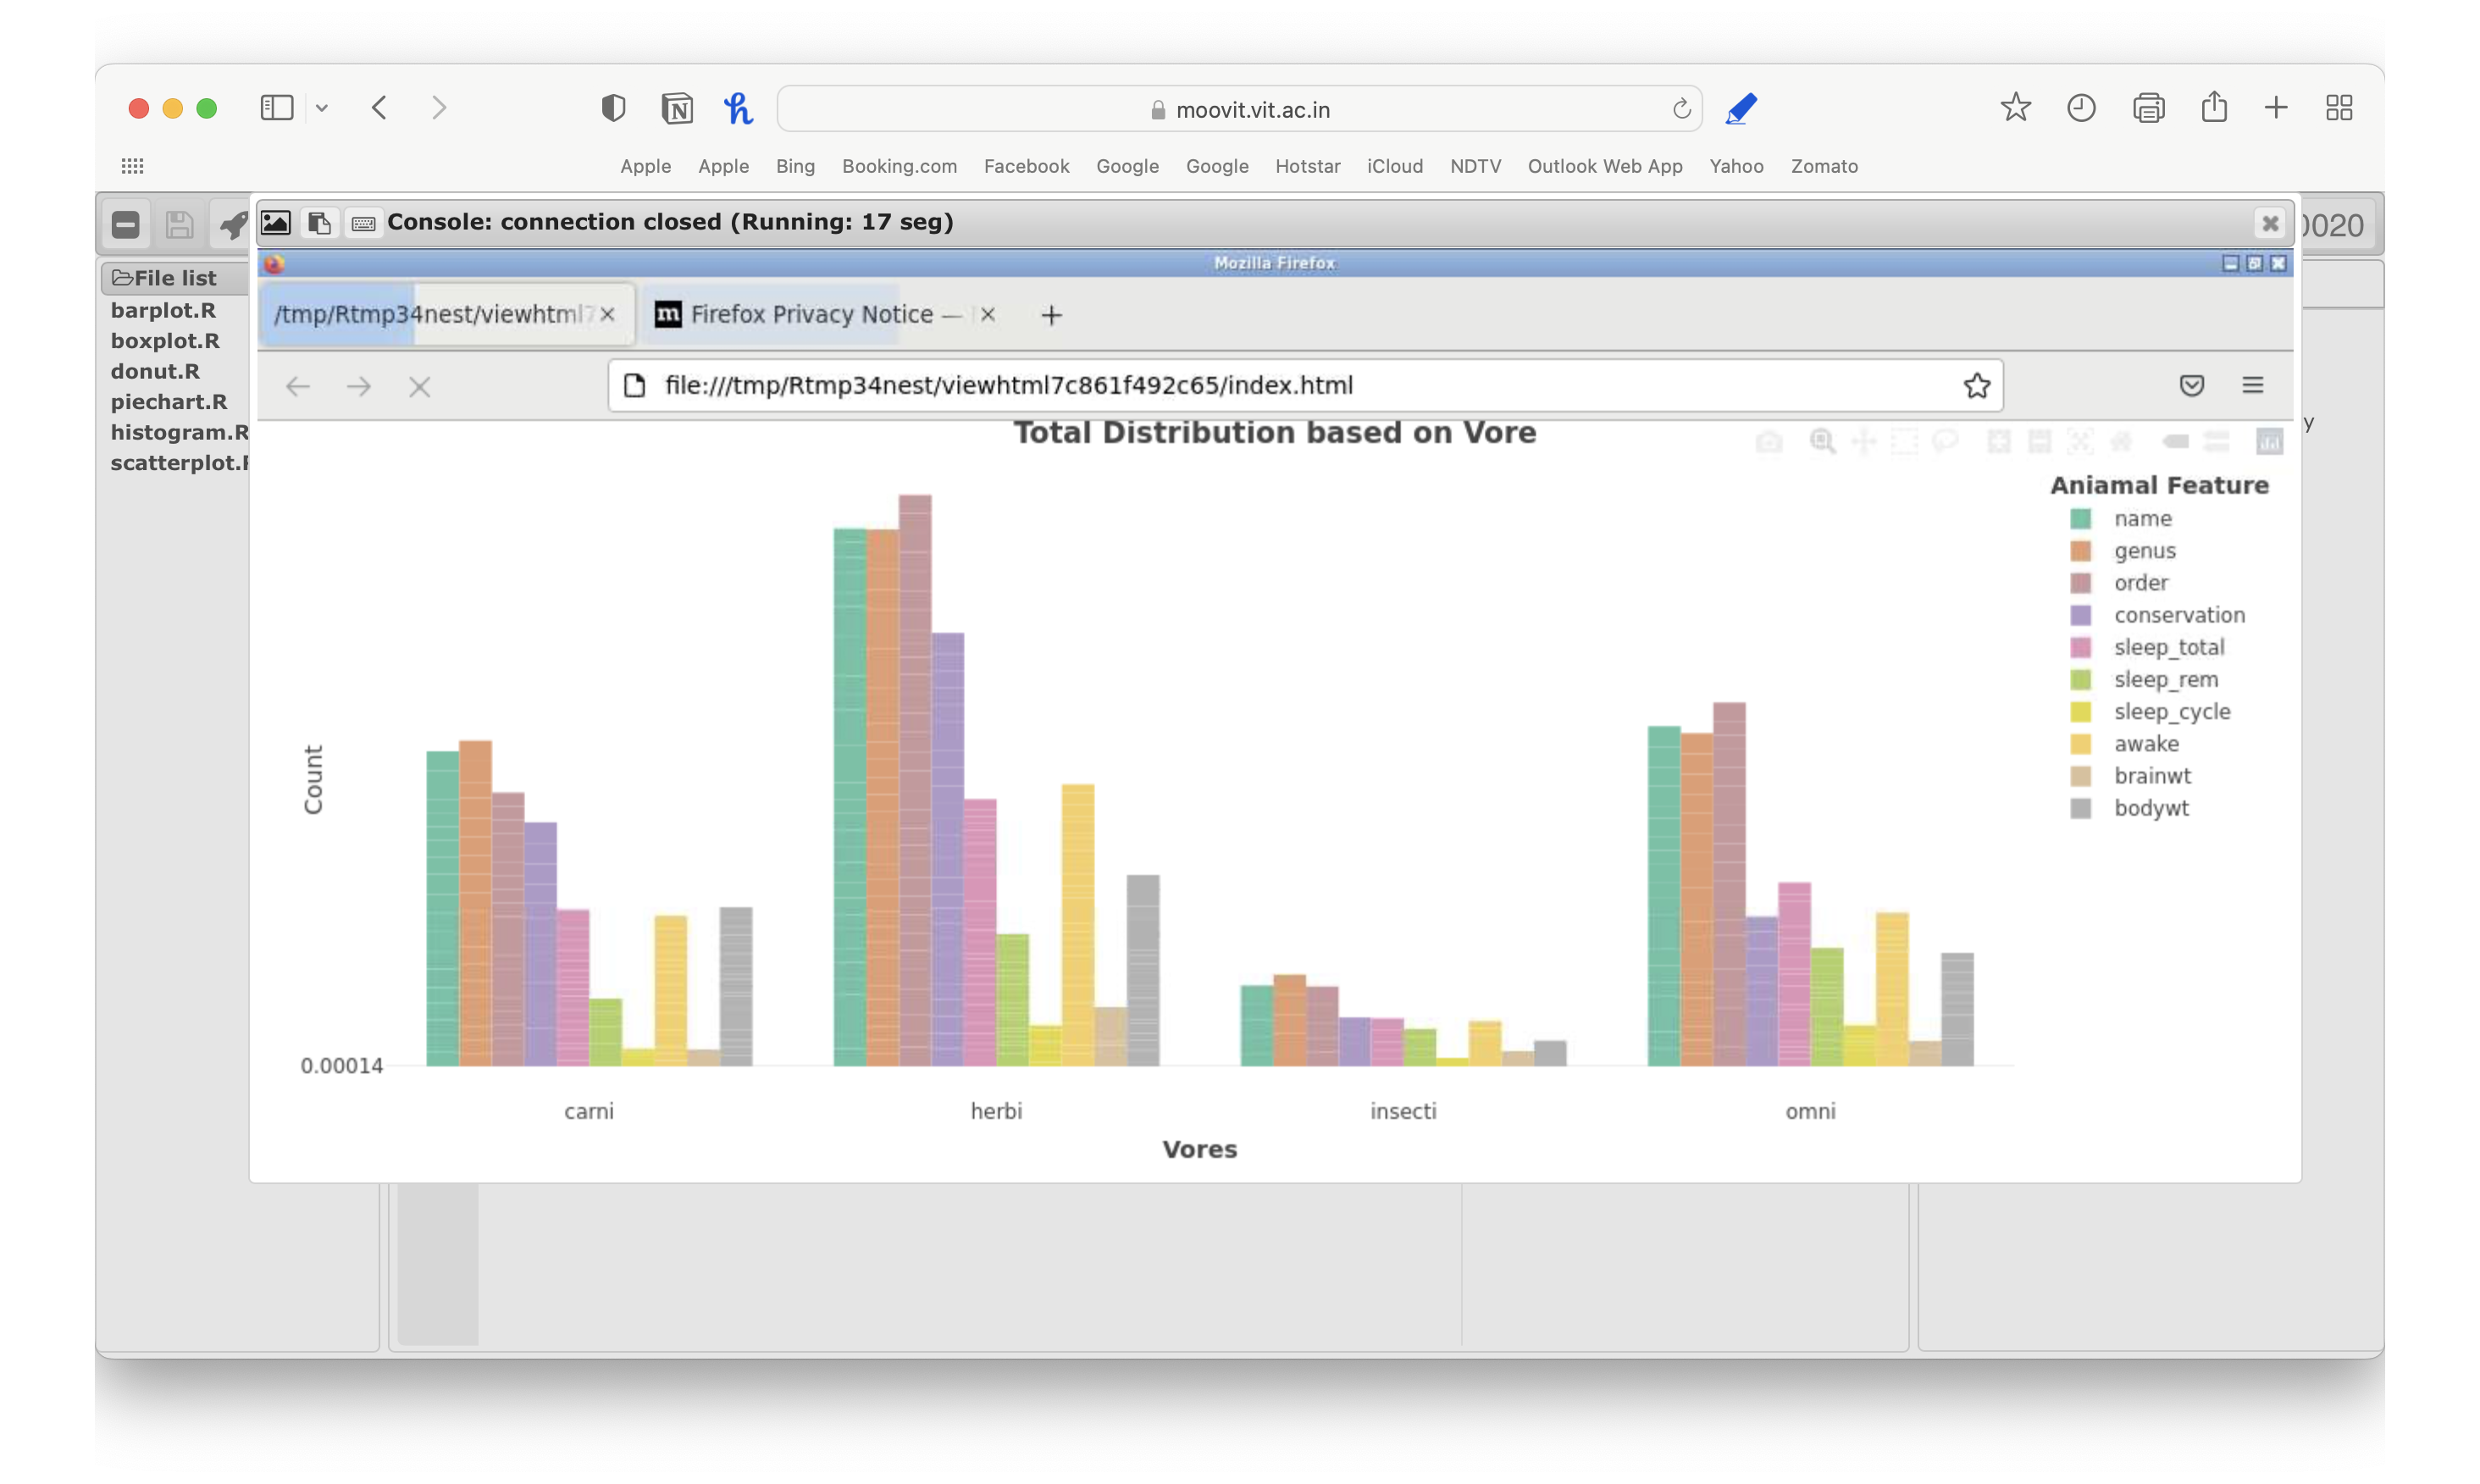 moovit.vit.ac.in
Apple Apple Bing Booking.com Facebook Google Google Hotstar iCloud NDTV Outlook Web App Yahoo Zomato
Console: connection closed (Running: 17 seg)
0020
File list
barplot.R
boxplot.R
donut.R
piechart.R
histogram.R
scatterplot.
Mozilla Firefox
/tmp/Rtmp34nest/viewhtml7
m Firefox Privacy Notice —
file:///tmp/Rtmp34nest/viewhtml7c861f492c65/index.html
y
Total Distribution based on Vore
Aniamal Feature
name
genus
order
conservation
sleep_total
sleep_rem
sleep_cycle
awake
brainwt
bodywt
Count
0.00014
carni herbi insecti omni
Vores